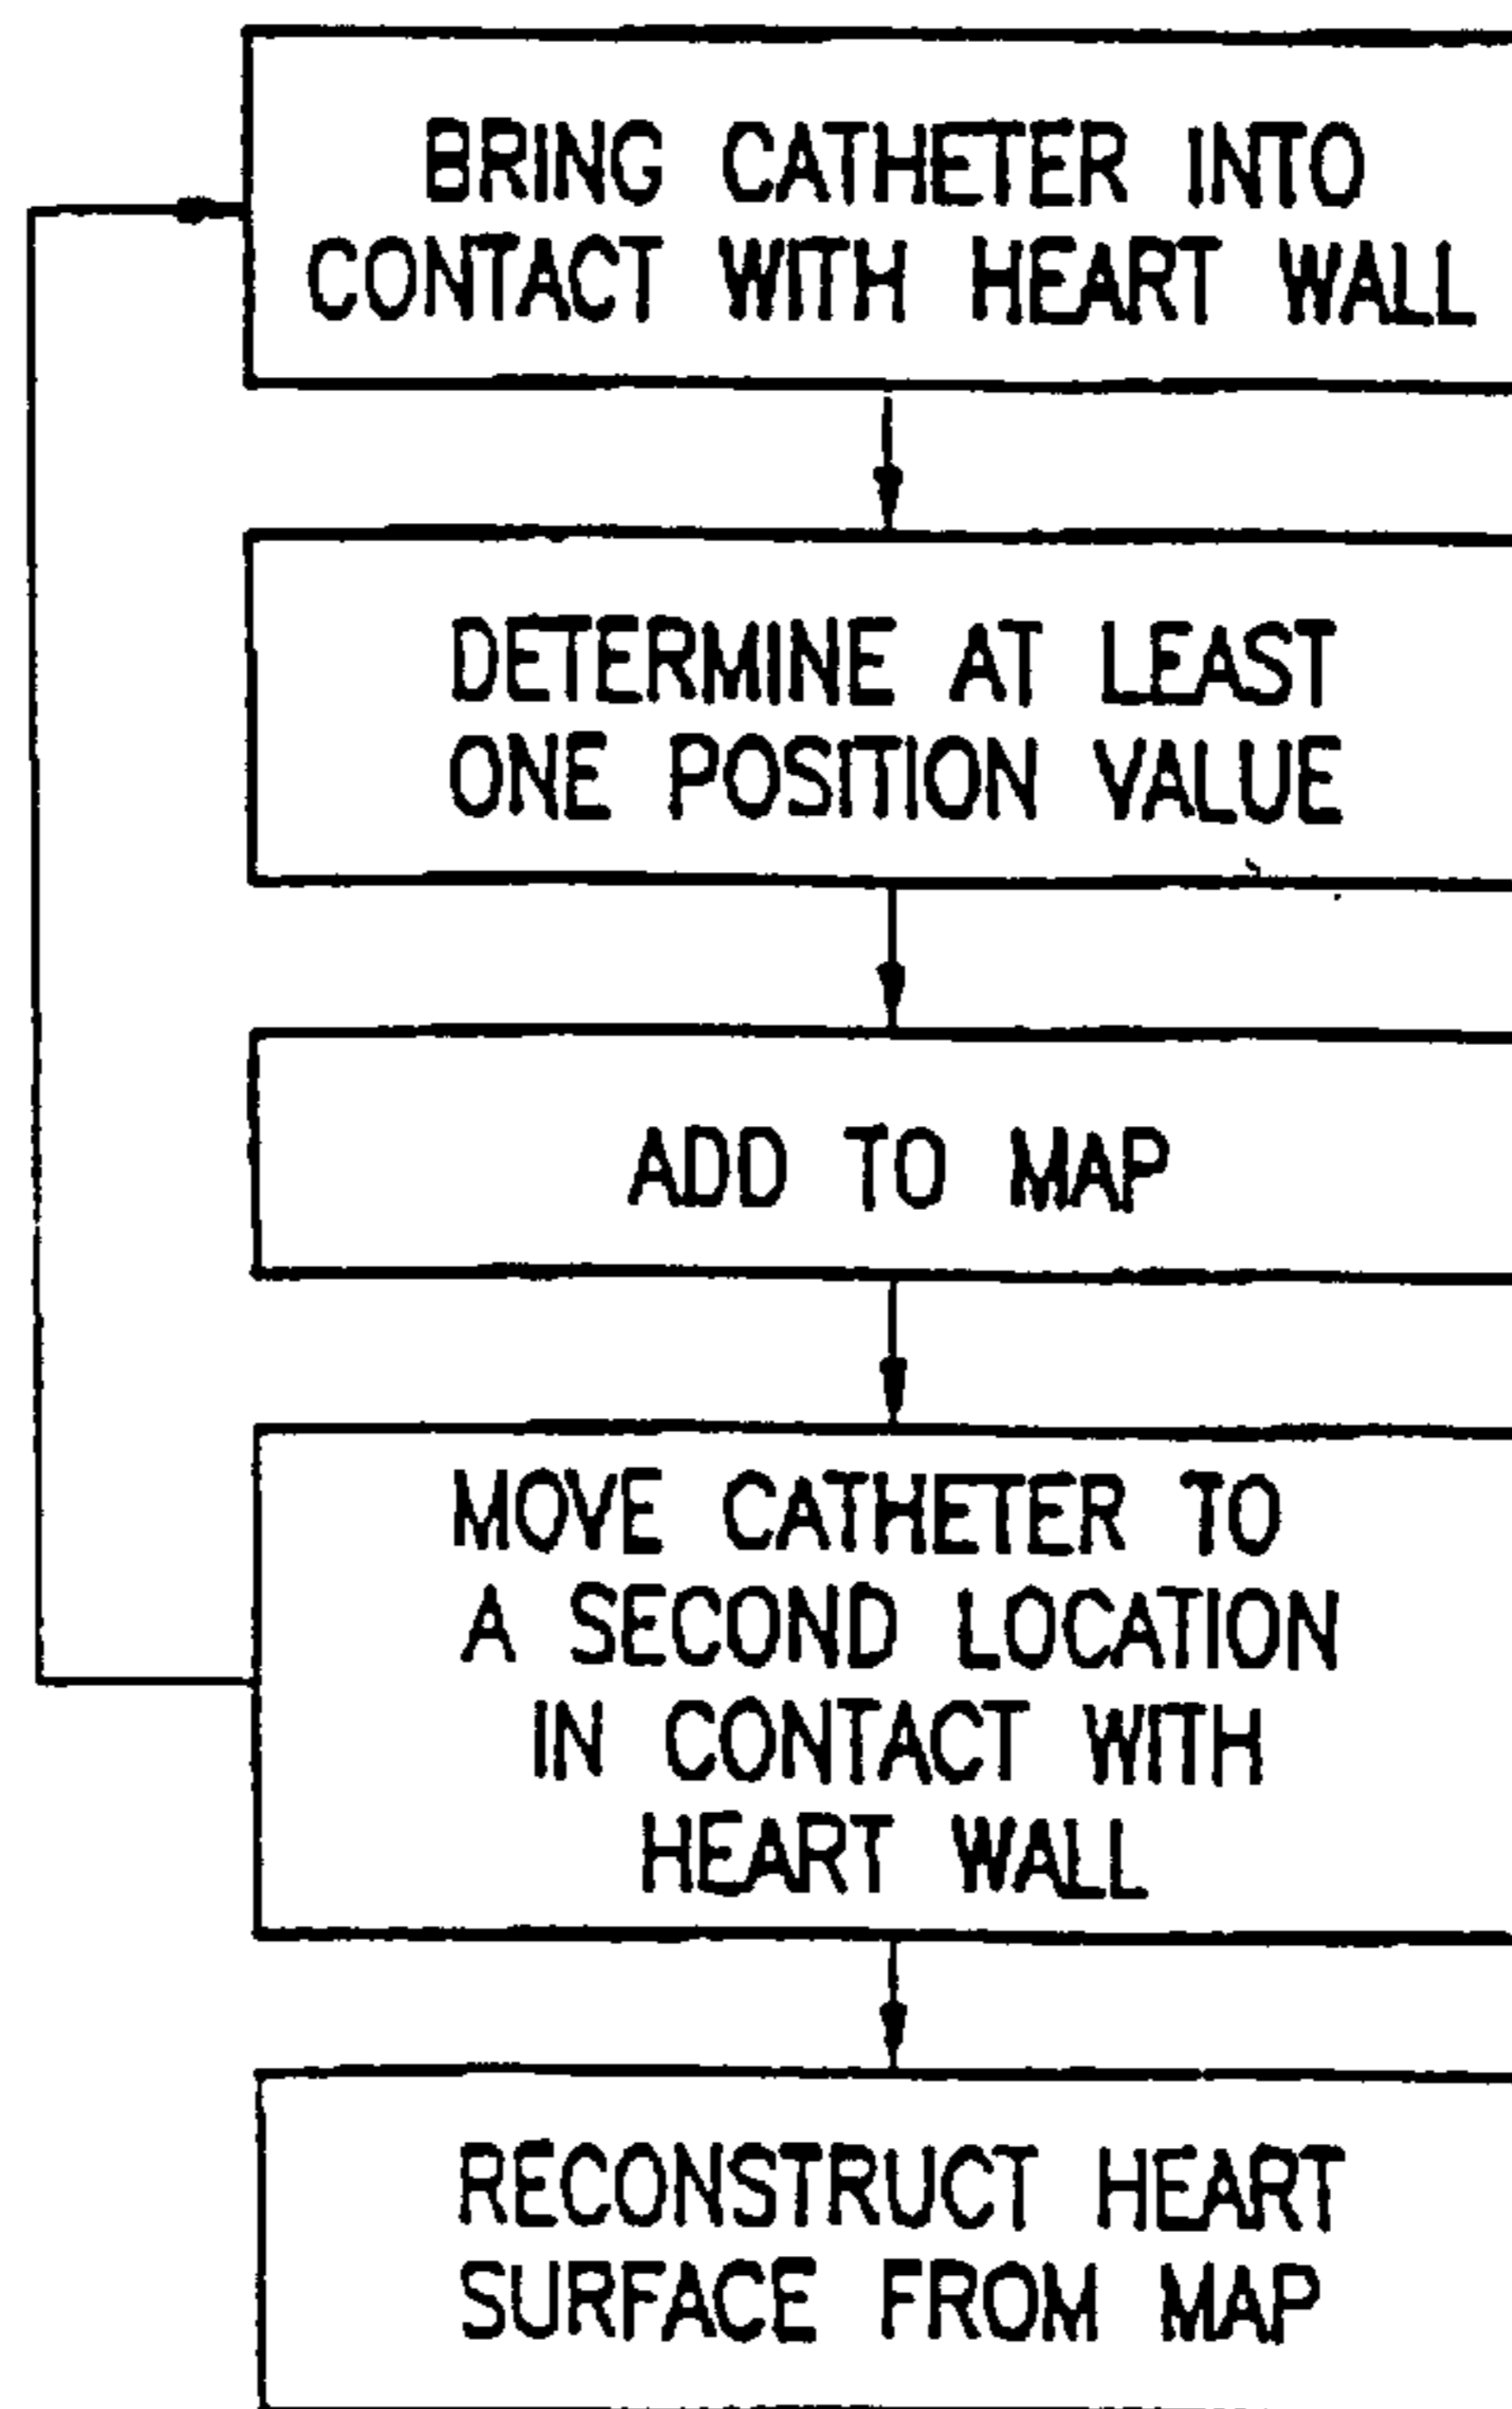 BRING CATHETER INTO
CONTACT WITH HEART WALL
DETERMINE AT LEAST
ONE POSITION VALUE
ADD TO MAP
MOVE CATHETER TO
A SECOND LOCATION
IN CONTACT WITH
HEART WALL
RECONSTRUCT HEART
SURFACE FROM MAP